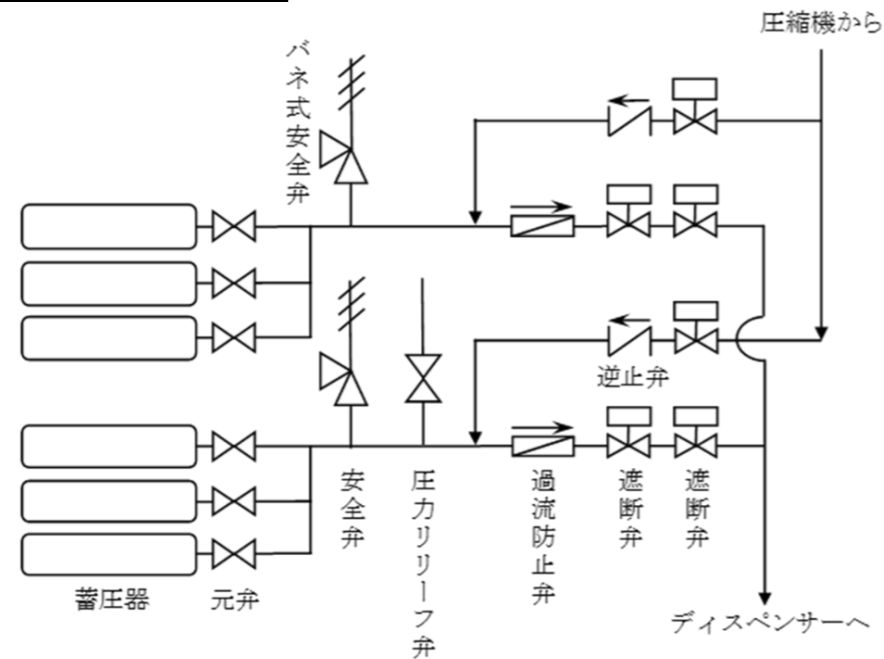 圧縮機から
バネ式安全弁
逆止弁
安全弁
圧力リリーフ弁
過流防止弁
遮断弁
遮断弁
蓄圧器
元弁
ディスペンサーへ